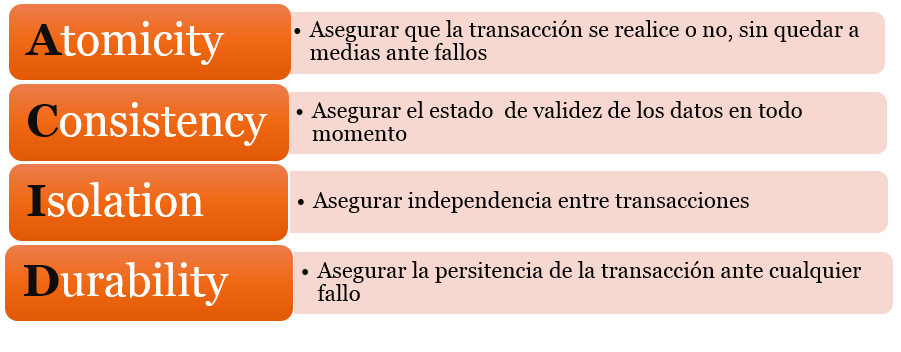 Atomicity
• Asegurar que la transacción se realice o no, sin quedar a
medias ante fallos
Consistency
• Asegurar el estado  de validez de los datos en todo
momento
Isolation
• Asegurar independencia entre transacciones
Durability
• Asegurar la persitencia de la transacción ante cualquier
fallo